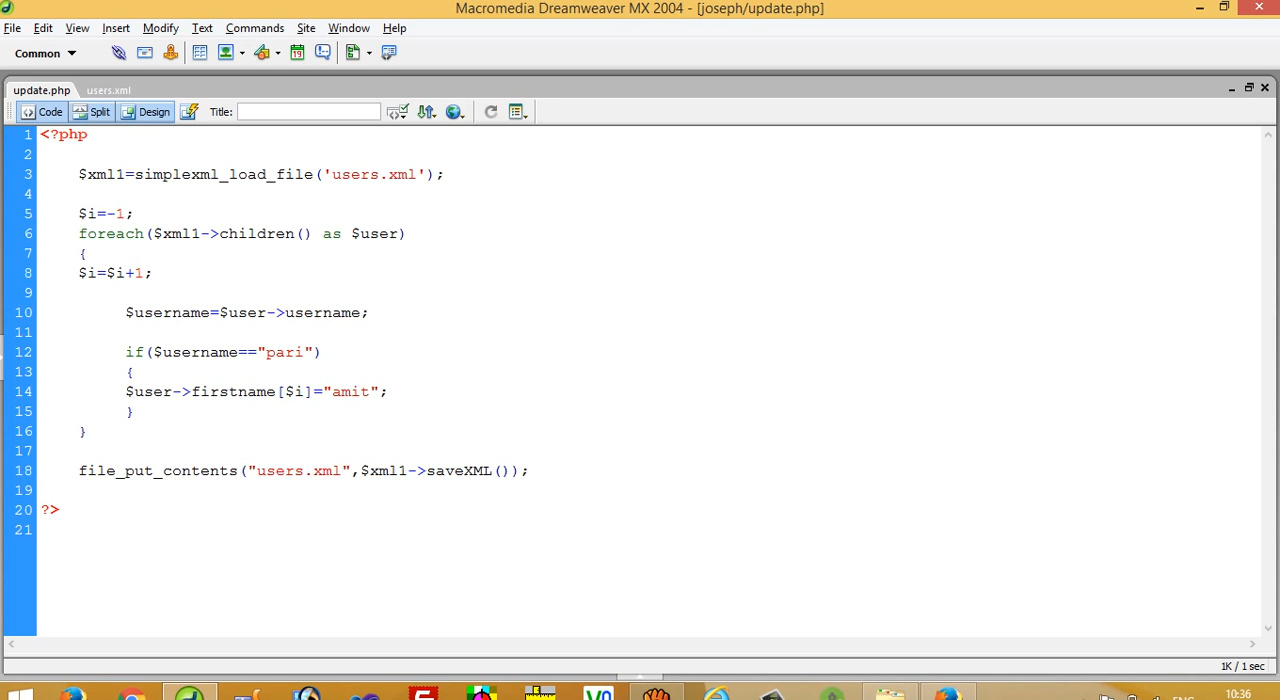 Macromedia Dreamweaver MX 2004 - [joseph/update.php]
File Edit View Insert Modify Text Commands Site Window Help
Common
19
update.php users.xml
Code Split Design Title:
1 <?php
2
3 $xml1=simplexml_load_file('users.xml');
4
5 $i=-1;
6 foreach($xml1->children() as $user)
7 {
8 $i=$i+1;
9
10 $username=$user->username;
11
12 if($username=="pari")
13 {
14 $user->firstname[$i]="amit";
15 }
16 }
17
18 file_put_contents("users.xml",$xml1->saveXML());
19
20 ?>
21
1K / 1 sec
ENG 10:36